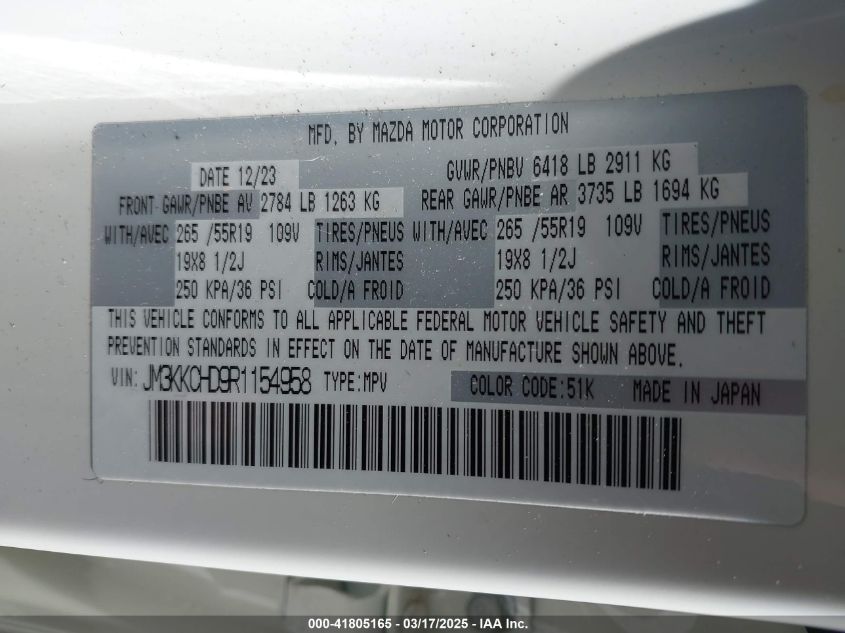 MFD. BY MAZDA MOTOR CORPORATION
DATE 12/23 GVWR/PNBV 6418 LB 2911 KG
FRONT GAWR/PNBE AV 2784 LB 1263 KG REAR GAWR/PNBE AR 3735 LB 1694 KG
WITH/AVEC 265 /55R19 109V TIRES/PNEUS WITH/AVEC 265 /55R19 109V TIRES/PNEUS
19X8 1/2J RIMS/JANTES 19X8 1/2J RIMS/JANTES
250 KPA/36 PSI COLD/A FROID 250 KPA/36 PSI COLD/A FROID
THIS VEHICLE CONFORMS TO ALL APPLICABLE FEDERAL MOTOR VEHICLE SAFETY AND THEFT
PREVENTION STANDARDS IN EFFECT ON THE DATE OF MANUFACTURE SHOWN ABOVE.
VIN: JM3KKCHD9R1154958 TYPE:MPV COLOR CODE:51K MADE IN JAPAN
000-41805165 - 03/17/2025 - IAA Inc.